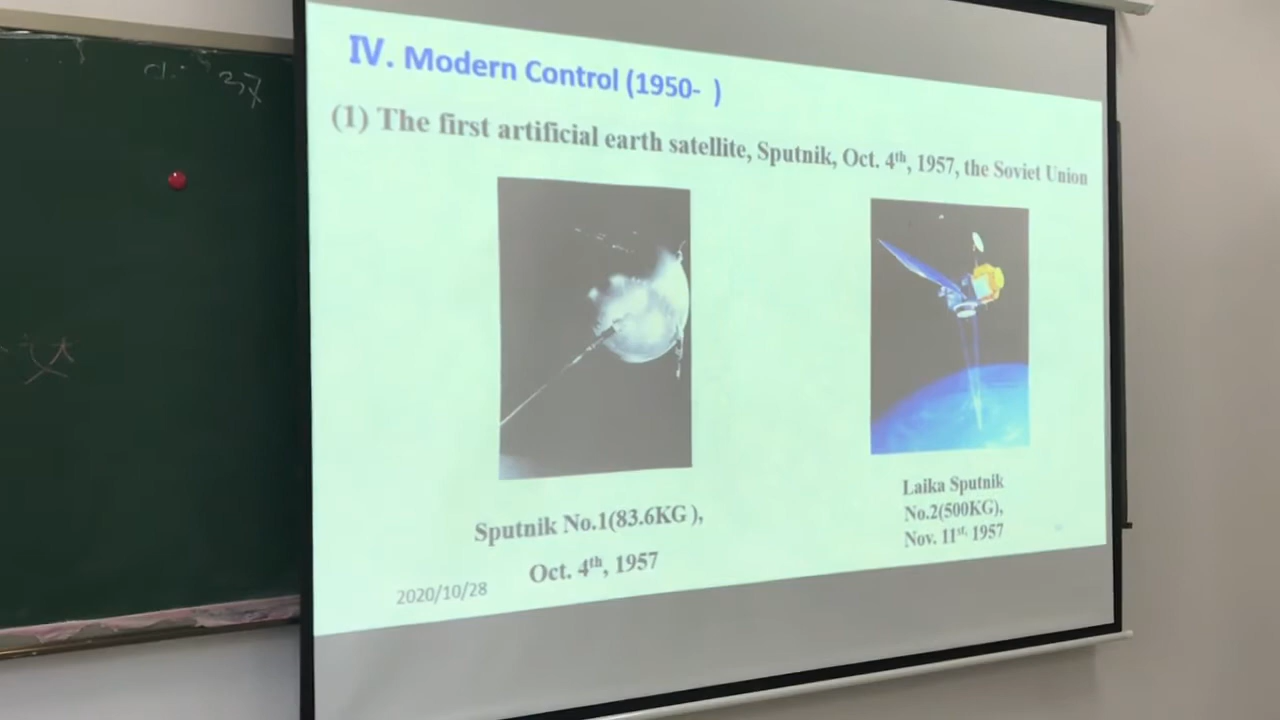 IV. Modern Control (1950- )
(1) The first artificial earth satellite, Sputnik, Oct. 4th, 1957, the Soviet Union
Sputnik No.1(83.6KG),
Oct. 4th, 1957
Laika Sputnik
No.2(500KG),
Nov. 11st, 1957
2020/10/28